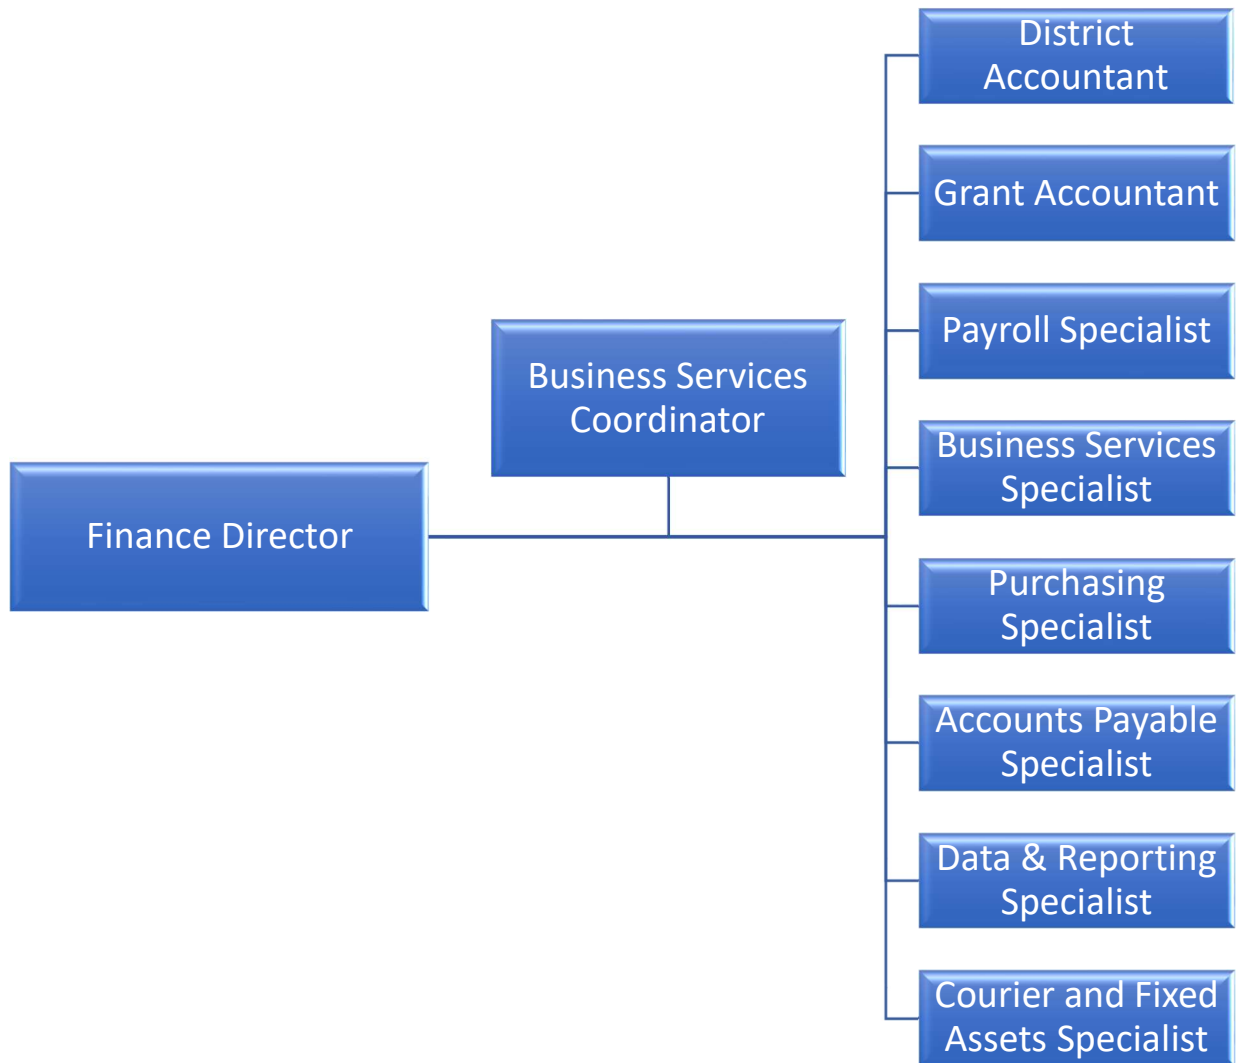 Finance Director
Business Services
Coordinator
District
Accountant
Grant Accountant
Payroll Specialist
Business Services
Specialist
Purchasing
Specialist
Accounts Payable
Specialist
Data & Reporting
Specialist
Courier and Fixed
Assets Specialist